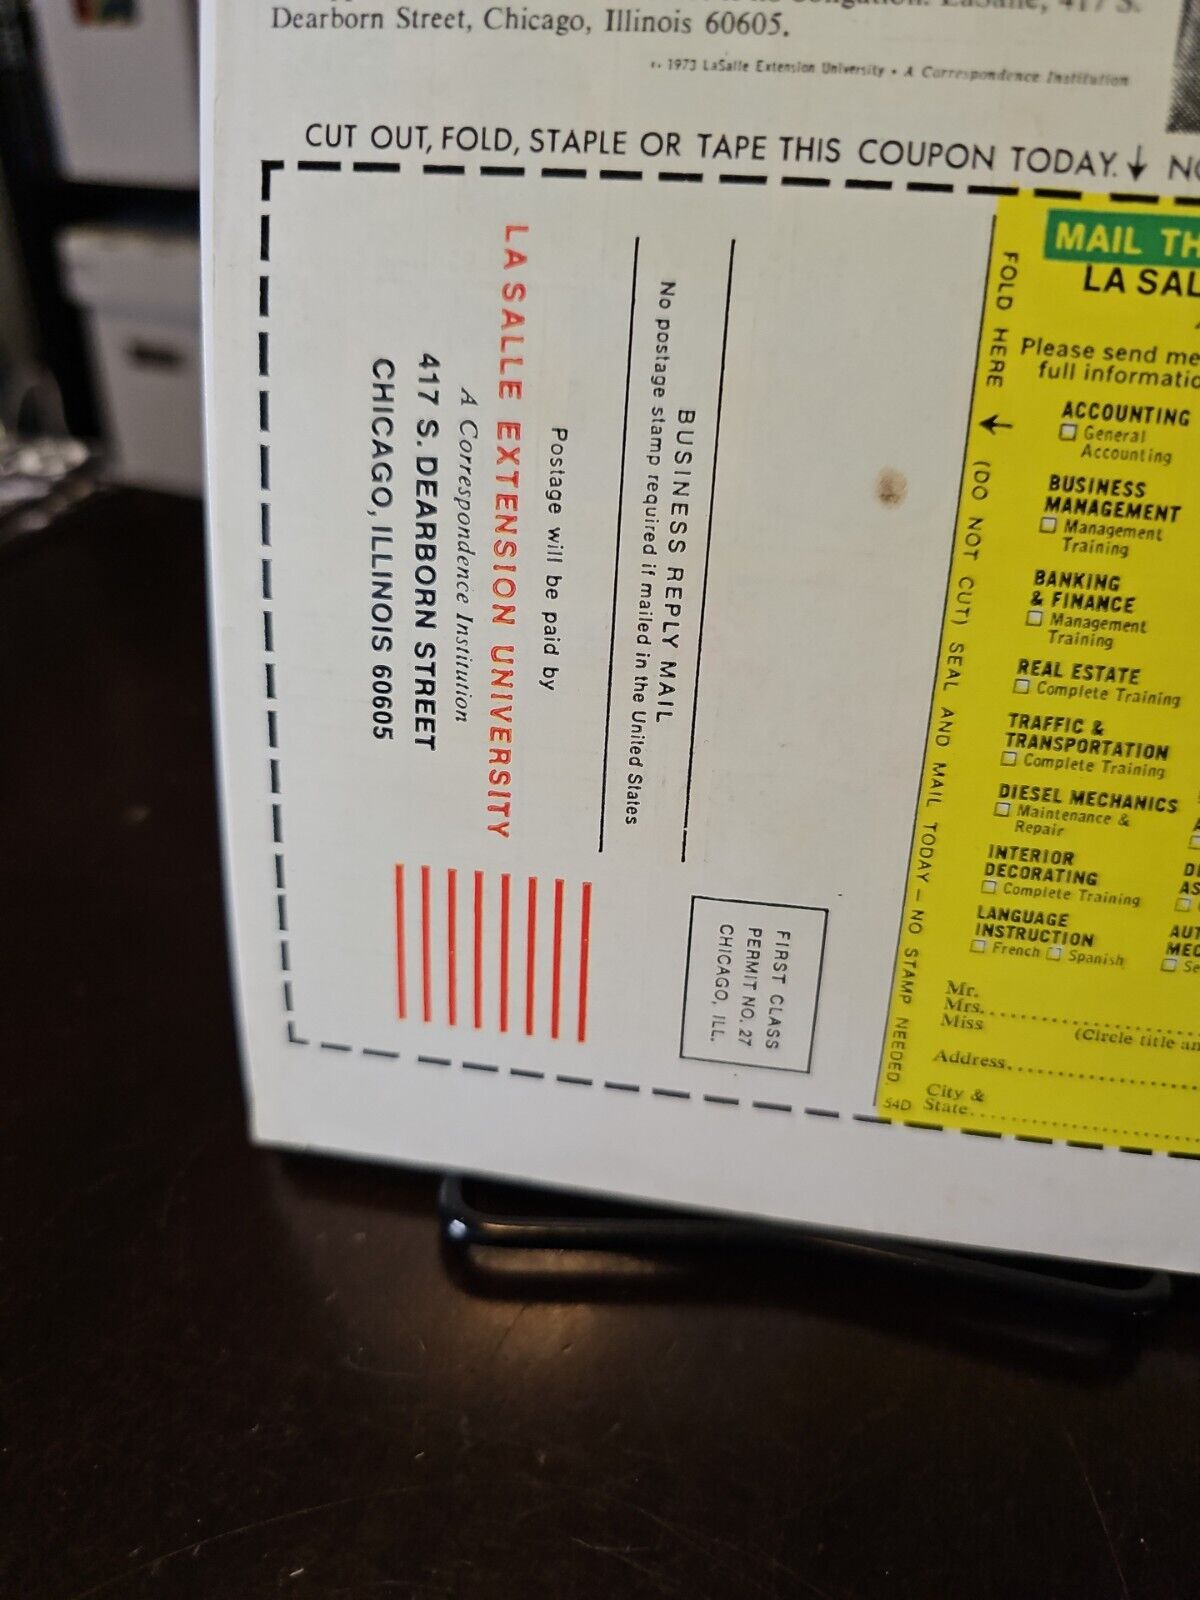 Dearborn Street, Chicago, Illinois 60605.
1973 LaSalle Extension University • A Correspondence Institution
CUT OUT, FOLD, STAPLE OR TAPE THIS COUPON TODAY.↓
BUSINESS REPLY MAIL
No postage stamp required if mailed in the United States
Postage will be paid by
LA SALLE EXTENSION UNIVERSITY
A Correspondence Institution
417 S. DEARBORN STREET
CHICAGO, ILLINOIS 60605
FIRST CLASS
PERMIT NO. 27
CHICAGO, ILL.
FOLD HERE ↓ (DO NOT CUT) SEAL AND MAIL TODAY – NO STAMP NEEDED.
54D
MAIL
LA
Please send me
full
ACCOUNTING
General
Accounting
BUSINESS
MANAGEMENT
Management
Training
BANKING
& FINANCE
Management
Training
REAL ESTATE
Complete Training
TRAFFIC &
TRANSPORTATION
Complete Training
DIESEL MECHANICS
Maintenance &
Repair
INTERIOR
DECORATING
Complete Training
LANGUAGE
INSTRUCTION
French Spanish
Mr.
Mrs.
Miss
(Circle title
Address
City &
State